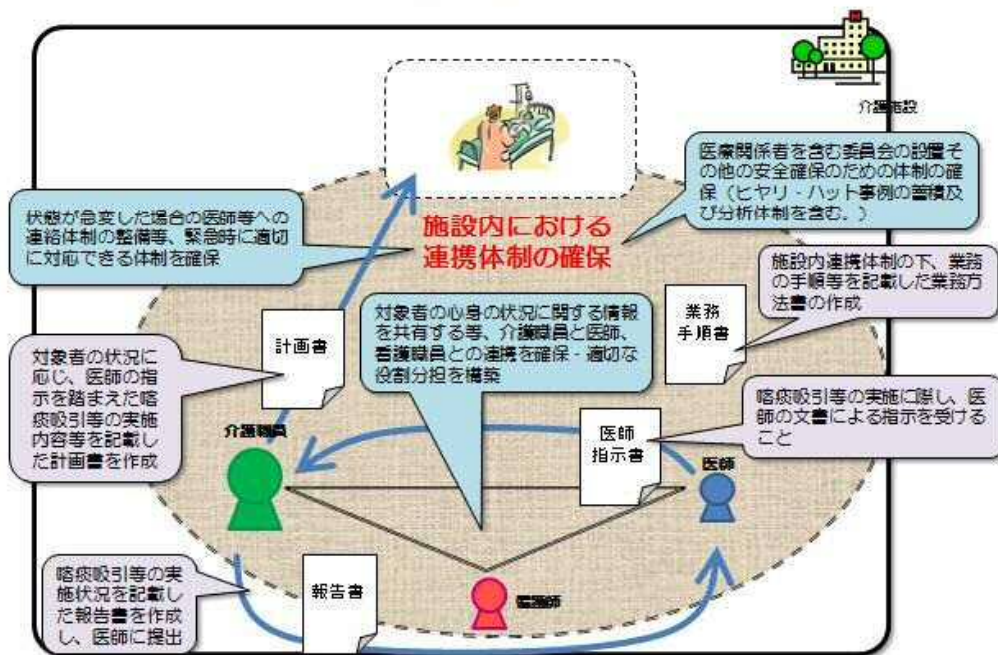 介護施設
医療関係者を含む委員会の設置そ
の他の安全確保のための体制の確
保（ヒヤリ・ハット事例の蓄積及
び分析体制を含む。）
状態が急変した場合の医師等への
連絡体制の整備等、緊急時に適切
に対応できる体制を確保
施設内における
連携体制の確保
施設内連携体制の下、業務
の手順等を記載した業務方
法書の作成
業務
手順書
計画書
対象者の心身の状況に関する情報
を共有する等、介護職員と医師、
看護職員との連携を確保・適切な
役割分担を構築
対象者の状況に
応じ、医師の指
示を踏まえた喀
痰吸引等の実施
内容等を記載し
た計画書を作成
喀痰吸引等の実施に際し、医
師の文書による指示を受けるこ
と
介護職員
医師
指示書
医師
喀痰吸引等の実
施状況を記載し
た報告書を作成
し、医師に提出
報告書
看護師